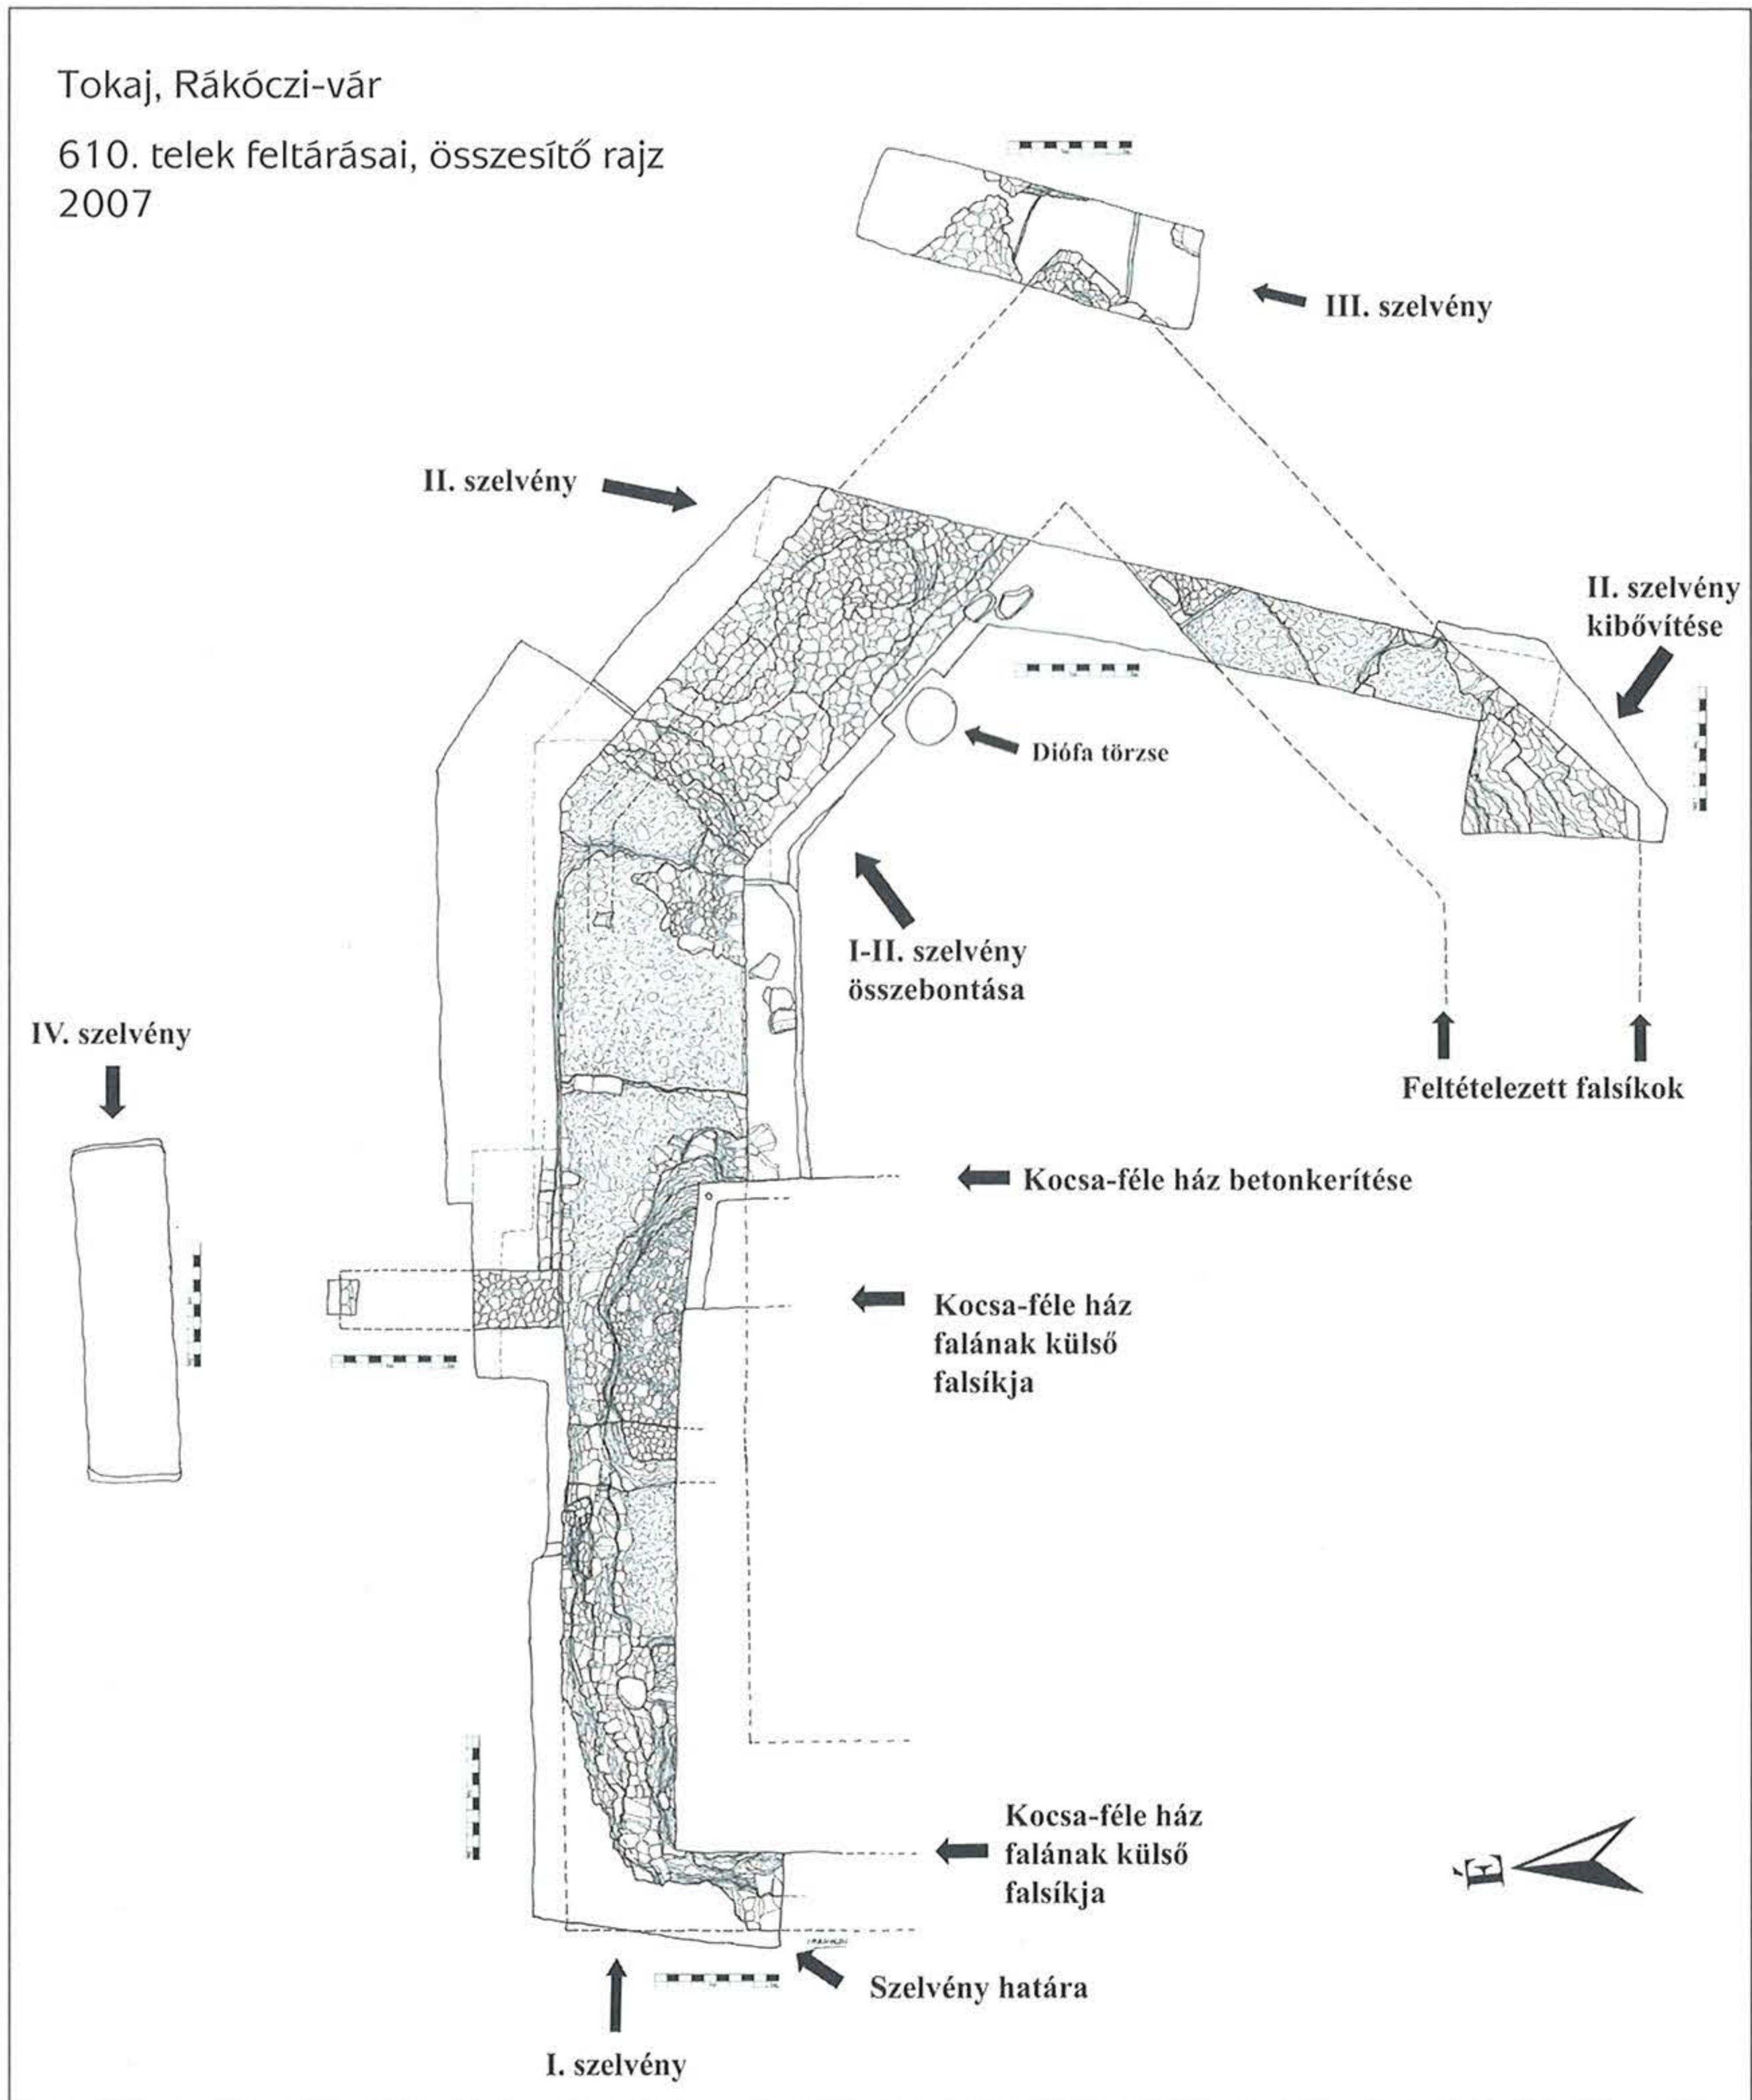 Tokaj, Rákóczi-vár
610. telek feltárásai, összesítő rajz
2007
III. szelvény
II. szelvény
II. szelvény
kibővítése
Diófa törzse
I-II. szelvény
összebontása
IV. szelvény
Feltételezett falsíkok
Kocsa-féle ház betonkerítése
Kocsa-féle ház
falának külső
falsíkja
Kocsa-féle ház
falának külső
falsíkja
É
Szelvény határa
I. szelvény